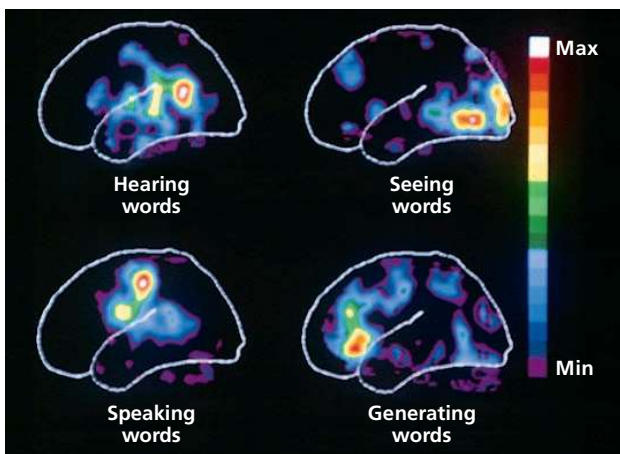 Max
Hearing
words
Seeing
words
Speaking
words
Generating
words
Min